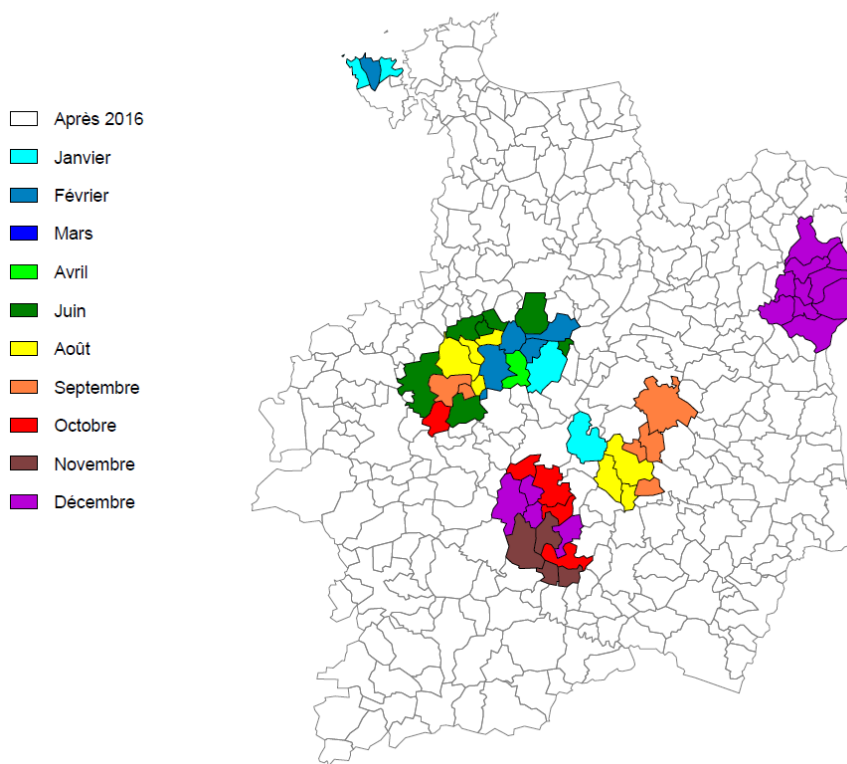 Après 2016
Janvier
Février
Mars
Avril
Juin
Août
Septembre
Octobre
Novembre
Décembre